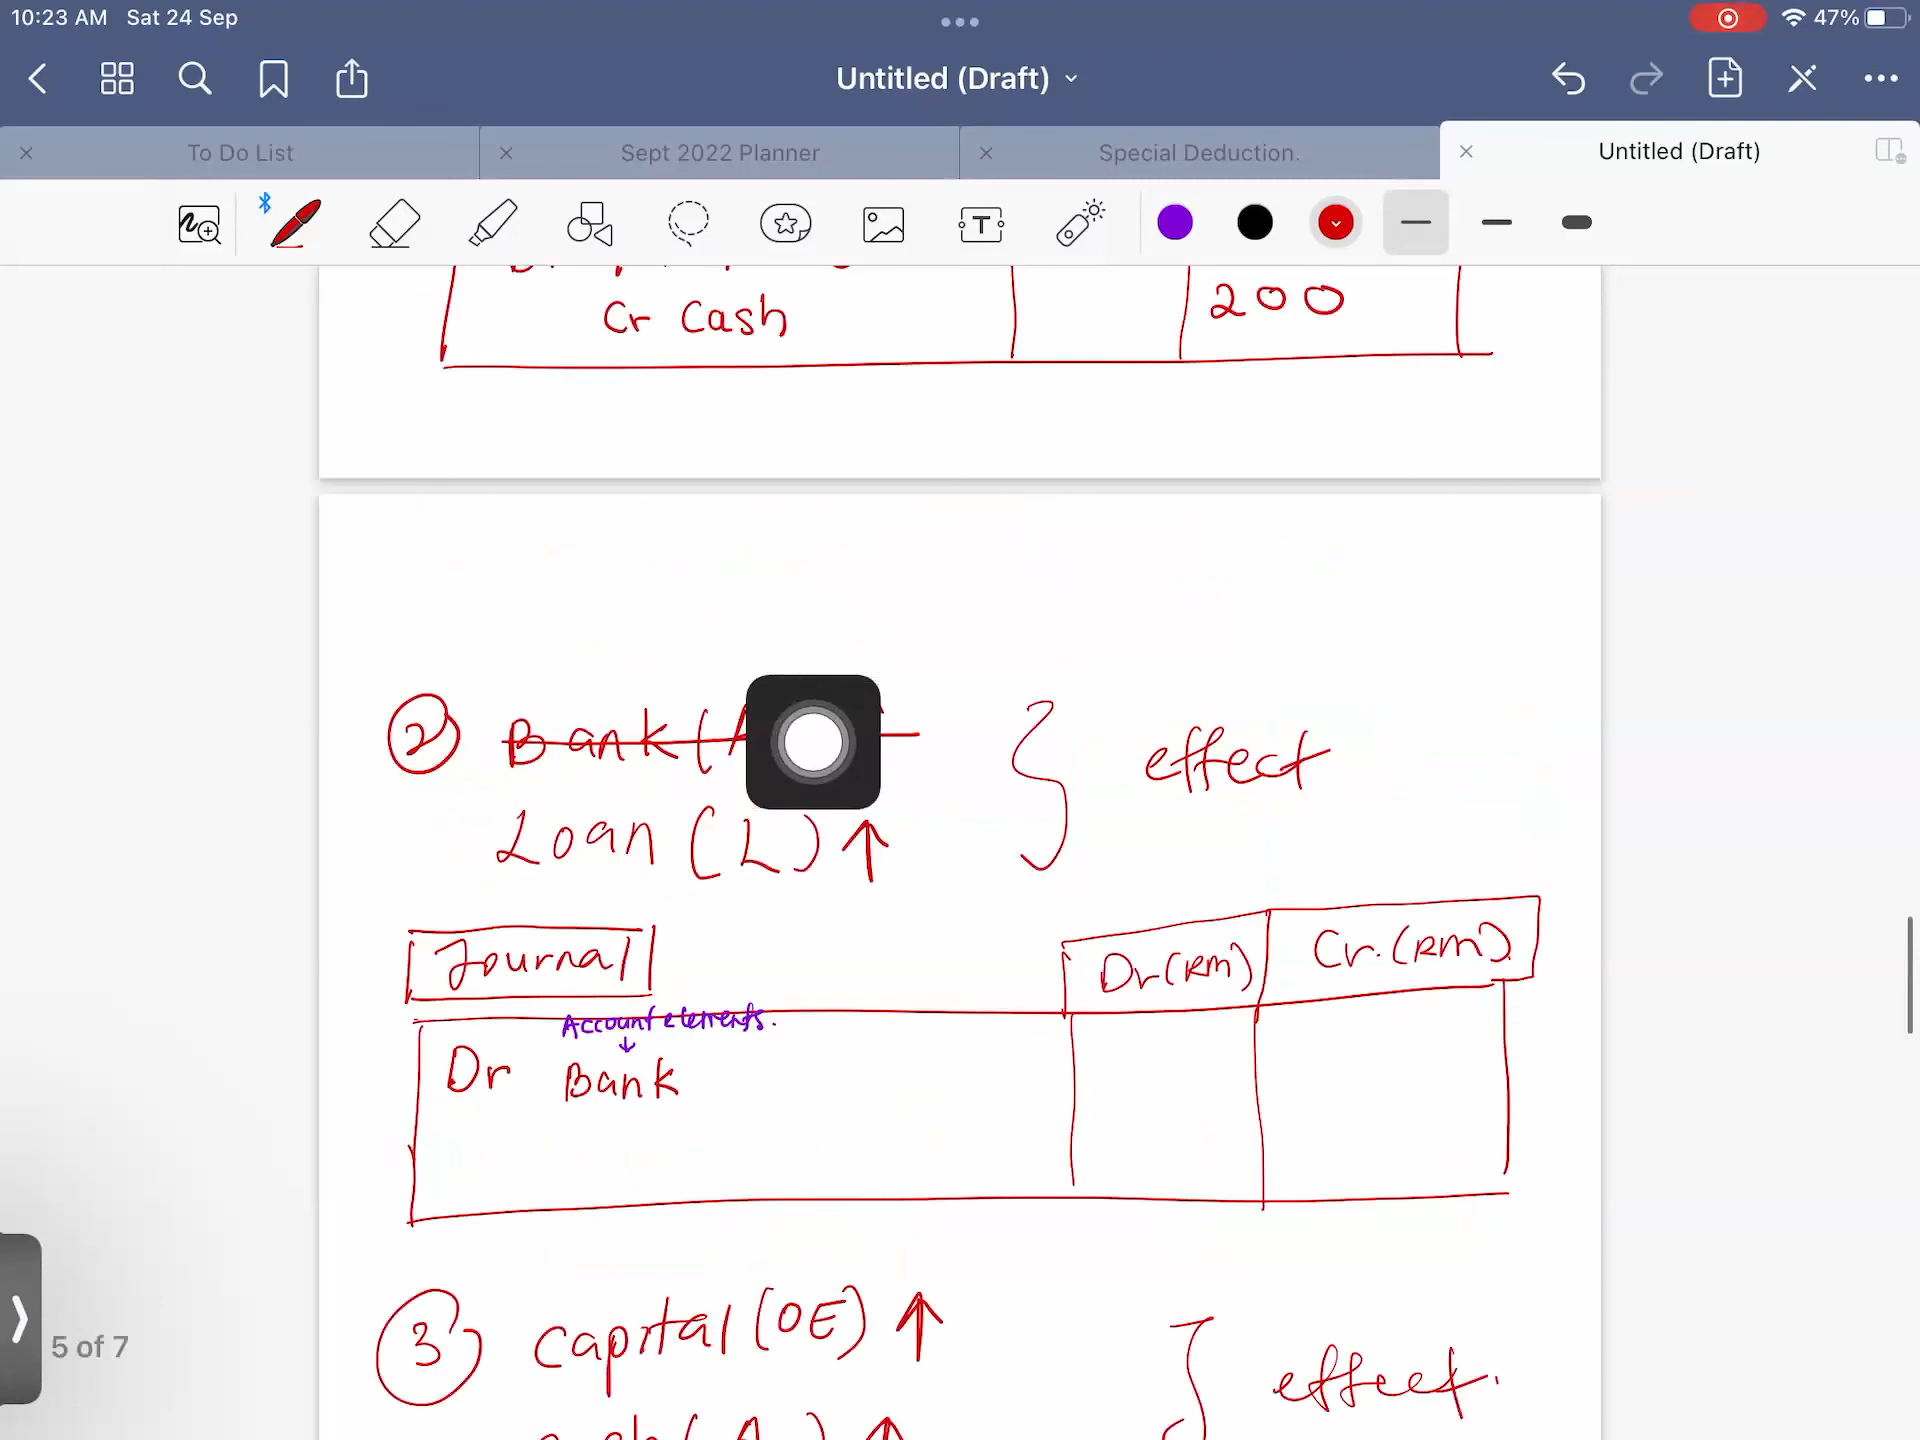 10:23 AM Sat 24 Sep
47%
Untitled (Draft)
To Do List
Sept 2022 Planner
Special Deduction.
Untitled (Draft)
T
Cr Cash
200
2 Bank (
effect
Loan (L) ↑
Journal
Dr (RM)
Cr. (RM)
Account elements.
↓
Dr Bank
3 Capital (OE) ↑
effect.
5 of 7